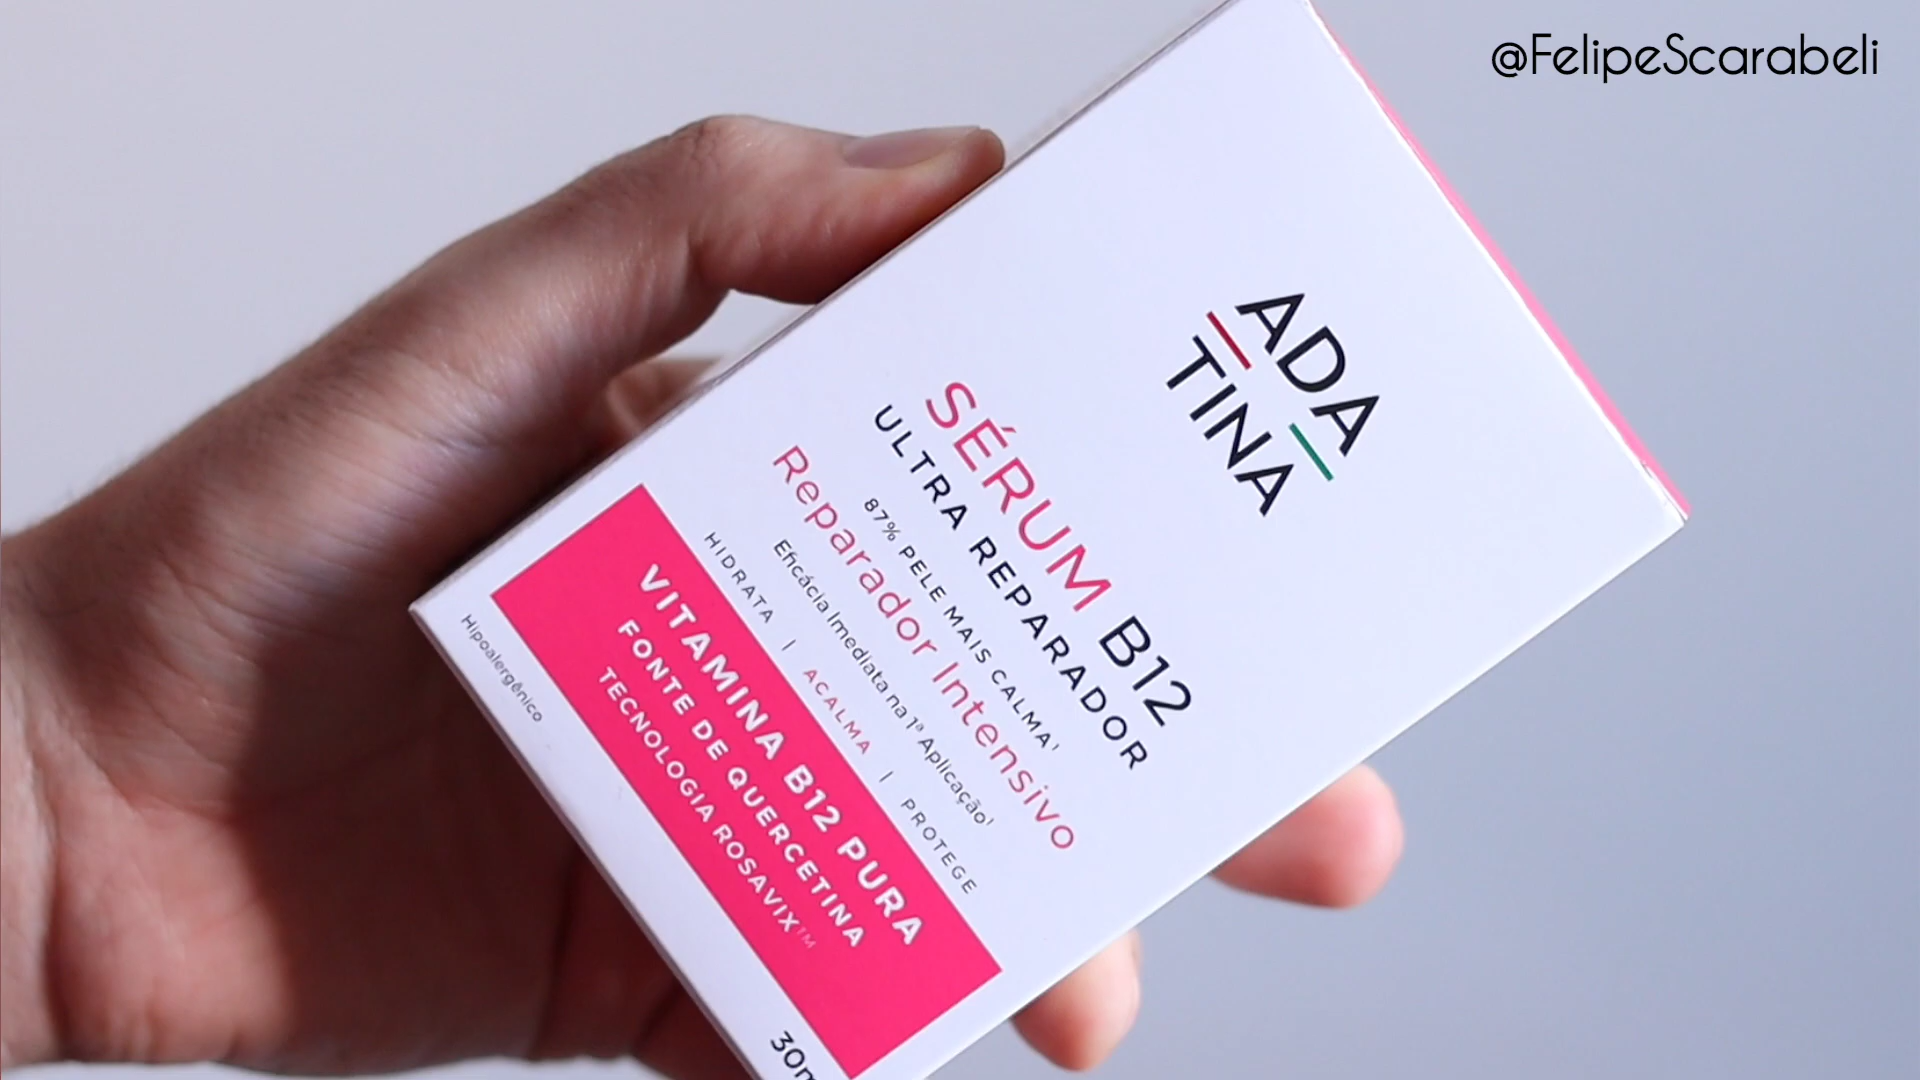 @FelipeScarabeli
ADA
TINA
SÉRUM B12
ULTRA REPARADOR
87% PELE MAIS CALMA¹
Reparador Intensivo
Eficácia Imediata na 1ª Aplicação¹
HIDRATA | ACALMA | PROTEGE
VITAMINA B12 PURA
FONTE DE QUERCETINA
TECNOLOGIA ROSAVIX™
Hipoalergênico